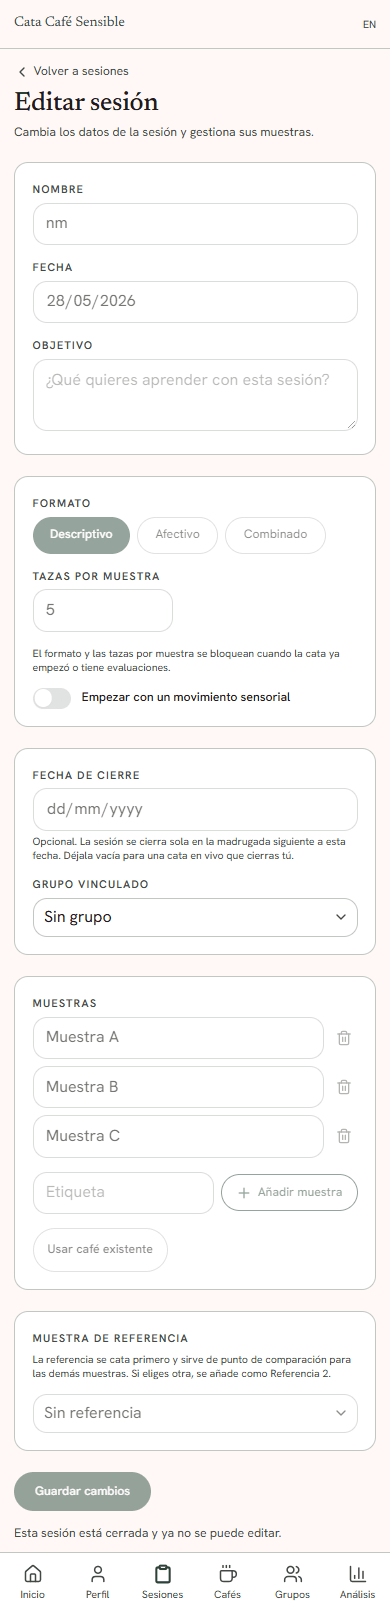 Cata Café Sensible
EN
Volver a sesiones
Editar sesión
Cambia los datos de la sesión y gestiona sus muestras.
NOMBRE
nm
FECHA
28/05/2026
OBJETIVO
¿Qué quieres aprender con esta sesión?
FORMATO
Descriptivo
Afectivo
Combinado
TAZAS POR MUESTRA
5
El formato y las tazas por muestra se bloquean cuando la cata ya
empezó o tiene evaluaciones.
Empezar con un movimiento sensorial
FECHA DE CIERRE
dd/mm/yyyy
Opcional. La sesión se cierra sola en la madrugada siguiente a esta
fecha. Déjala vacía para una cata en vivo que cierras tú.
GRUPO VINCULADO
Sin grupo
MUESTRAS
Muestra A
Muestra B
Muestra C
Etiqueta
Añadir muestra
Usar café existente
MUESTRA DE REFERENCIA
La referencia se cata primero y sirve de punto de comparación para
las demás muestras. Si eliges otra, se añade como Referencia 2.
Sin referencia
Guardar cambios
Esta sesión está cerrada y ya no se puede editar.
Inicio
Perfil
Sesiones
Cafés
Grupos
Análisis